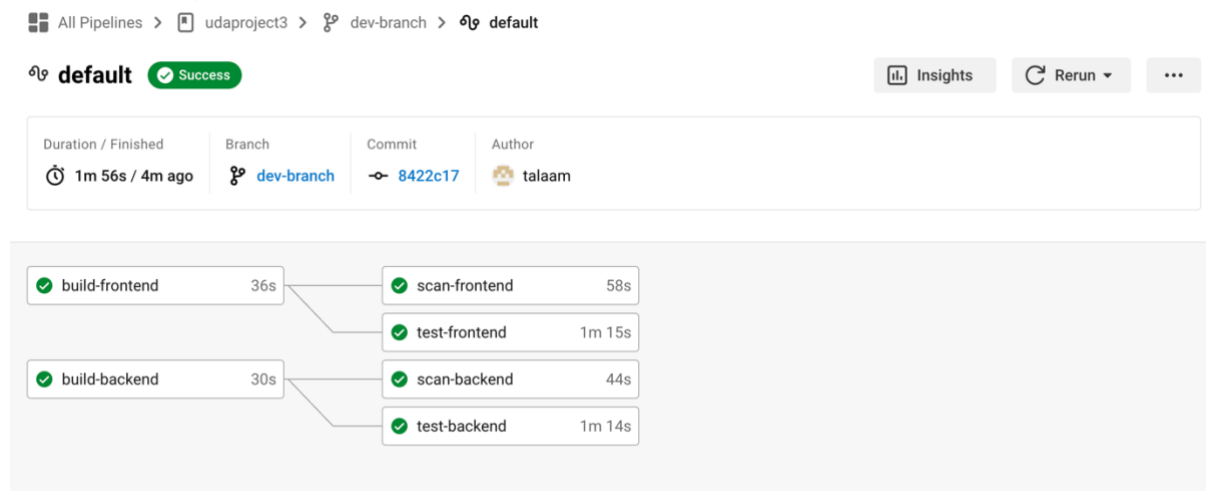 All Pipelines > udaproject3 > dev-branch > default
default Success Insights Rerun ...
Duration / Finished Branch Commit Author
1m 56s / 4m ago dev-branch 8422c17 talaam
build-frontend 36s scan-frontend 58s
test-frontend 1m 15s
build-backend 30s scan-backend 44s
test-backend 1m 14s